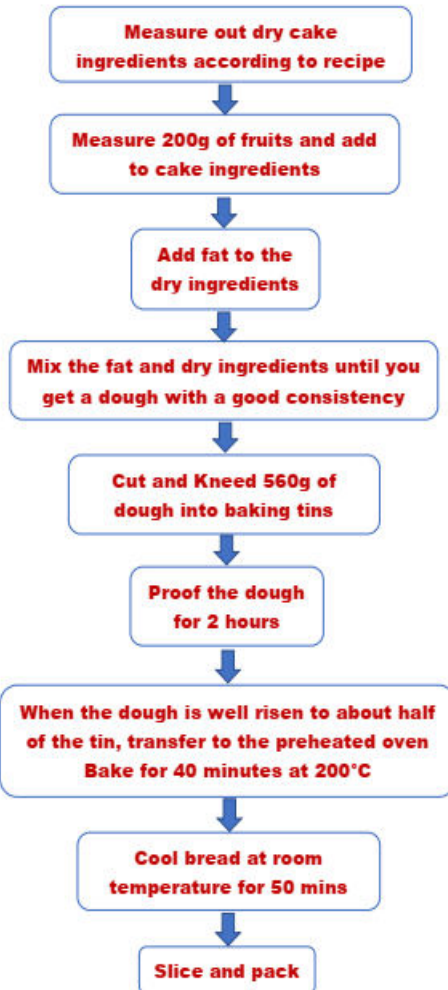 Measure out dry cake
ingredients according to recipe
Measure 200g of fruits and add
to cake ingredients
Add fat to the
dry ingredients
Mix the fat and dry ingredients until you
get a dough with a good consistency
Cut and Kneed 560g of
dough into baking tins
Proof the dough
for 2 hours
When the dough is well risen to about half
of the tin, transfer to the preheated oven
Bake for 40 minutes at 200°C
Cool bread at room
temperature for 50 mins
Slice and pack